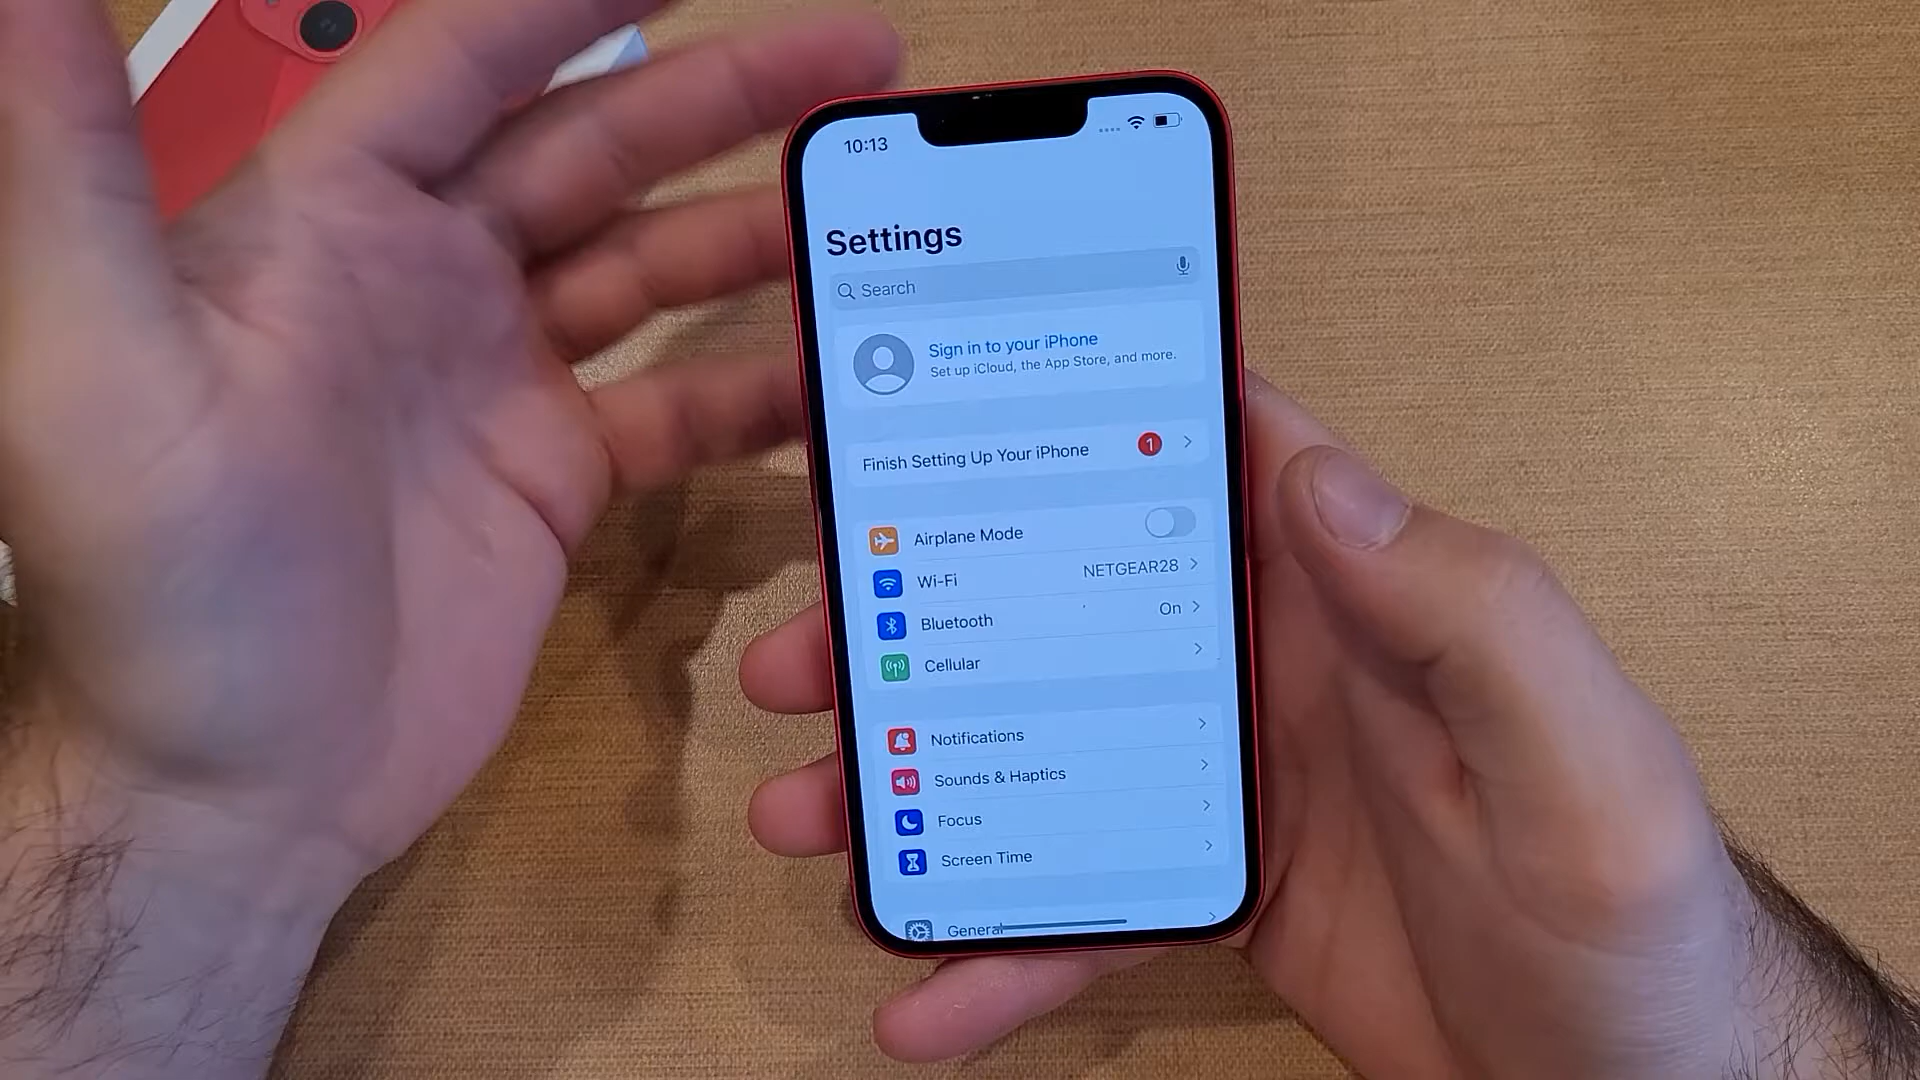 10:13
Settings
Search
Sign in to your iPhone
Set up iCloud, the App Store, and more.
Finish Setting Up Your iPhone 1
Airplane Mode
Wi-Fi NETGEAR28
Bluetooth On
Cellular
Notifications
Sounds & Haptics
Focus
Screen Time
General